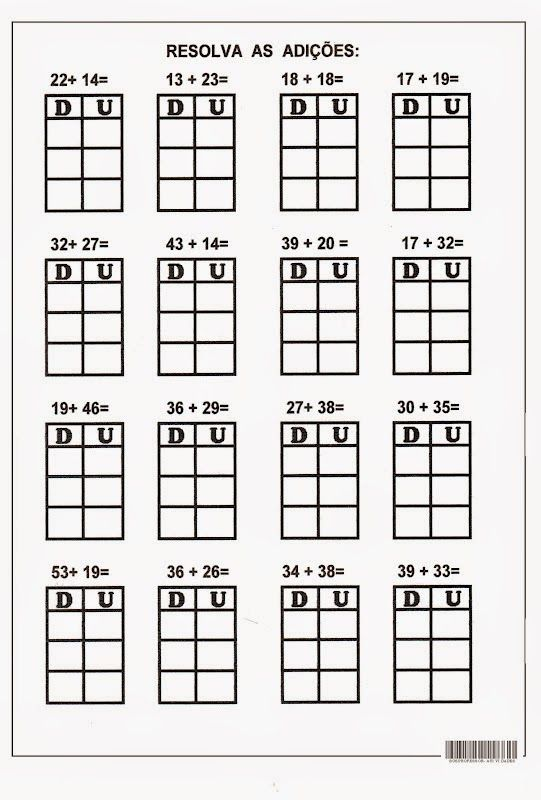 RESOLVA AS ADIÇÕES:
22+ 14= 13 + 23= 18 + 18= 17 + 19=
D U D U D U D U
32+ 27= 43 + 14= 39 + 20 = 17 + 32=
D U D U D U D U
19+ 46= 36 + 29= 27+ 38= 30 + 35=
D U D U D U D U
53+ 19= 36 + 26= 34 + 38= 39 + 33=
D U D U D U D U